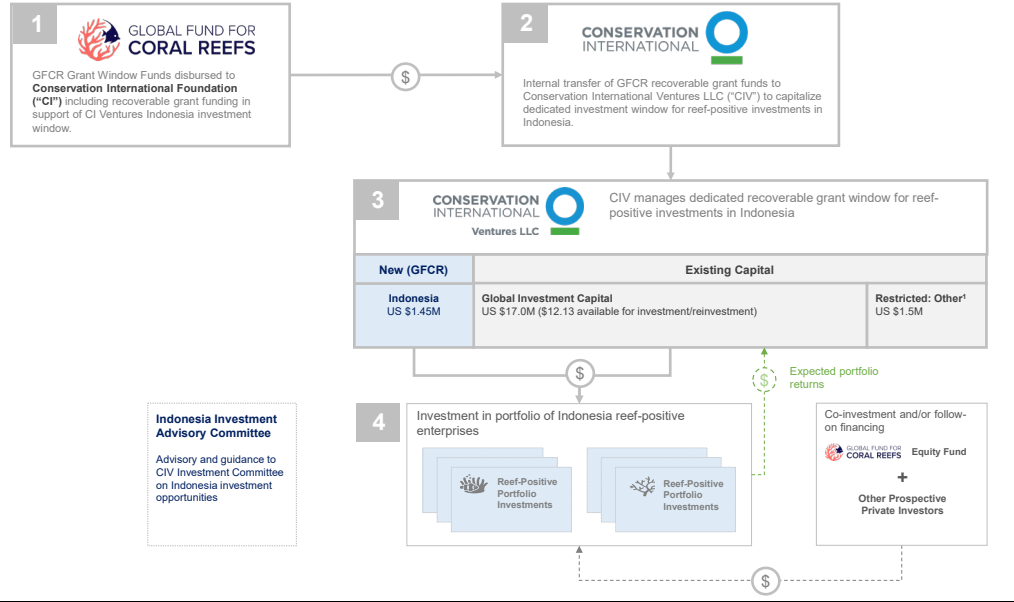 1
GLOBAL FUND FOR
CORAL REEFS
GFCR Grant Window Funds disbursed to
Conservation International Foundation
(“CI”) including recoverable grant funding in
support of CI Ventures Indonesia investment
window.
$
2
CONSERVATION
INTERNATIONAL
Internal transfer of GFCR recoverable grant funds to
Conservation International Ventures LLC (“CIV”) to capitalize
dedicated investment window for reef-positive investments in
Indonesia.
3
CONSERVATION
INTERNATIONAL
Ventures LLC
CIV manages dedicated recoverable grant window for reef-
positive investments in Indonesia
New (GFCR)
Existing Capital
Indonesia
US $1.45M
Global Investment Capital
US $17.0M ($12.13 available for investment/reinvestment)
Restricted: Other¹
US $1.5M
$
$
Expected portfolio
returns
Indonesia Investment
Advisory Committee
Advisory and guidance to
CIV Investment Committee
on Indonesia investment
opportunities
4
Investment in portfolio of Indonesia reef-positive
enterprises
Reef-Positive
Portfolio
Investments
Reef-Positive
Portfolio
Investments
Co-investment and/or follow-
on financing
GLOBAL FUND FOR
CORAL REEFS
Equity Fund
+
Other Prospective
Private Investors
$